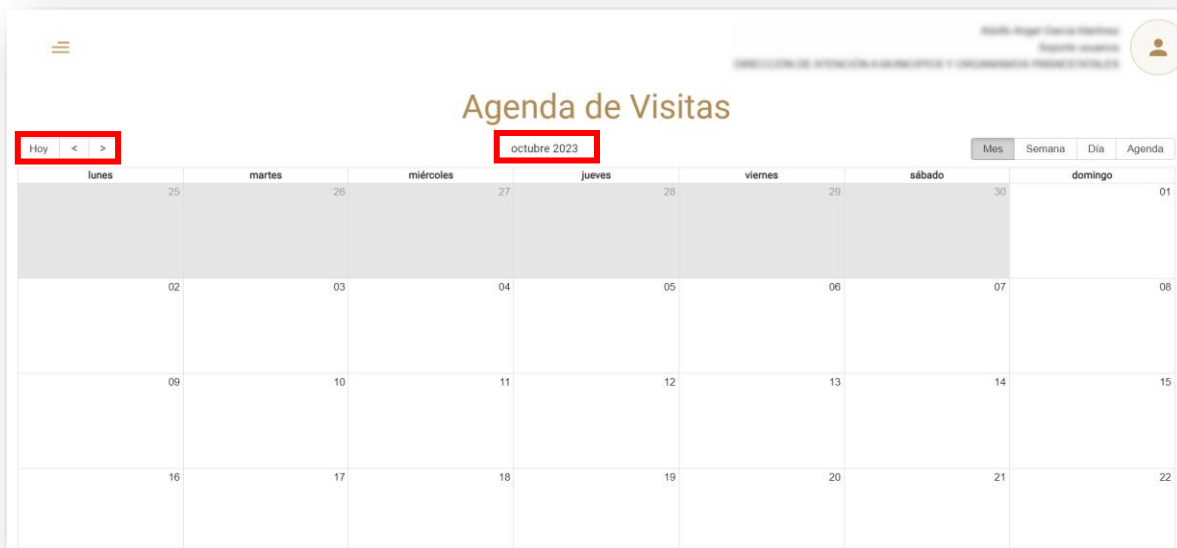 Agenda de Visitas
Hoy < > octubre 2023 Mes Semana Día Agenda
lunes martes miércoles jueves viernes sábado domingo
25 26 27 28 29 30 01
02 03 04 05 06 07 08
09 10 11 12 13 14 15
16 17 18 19 20 21 22